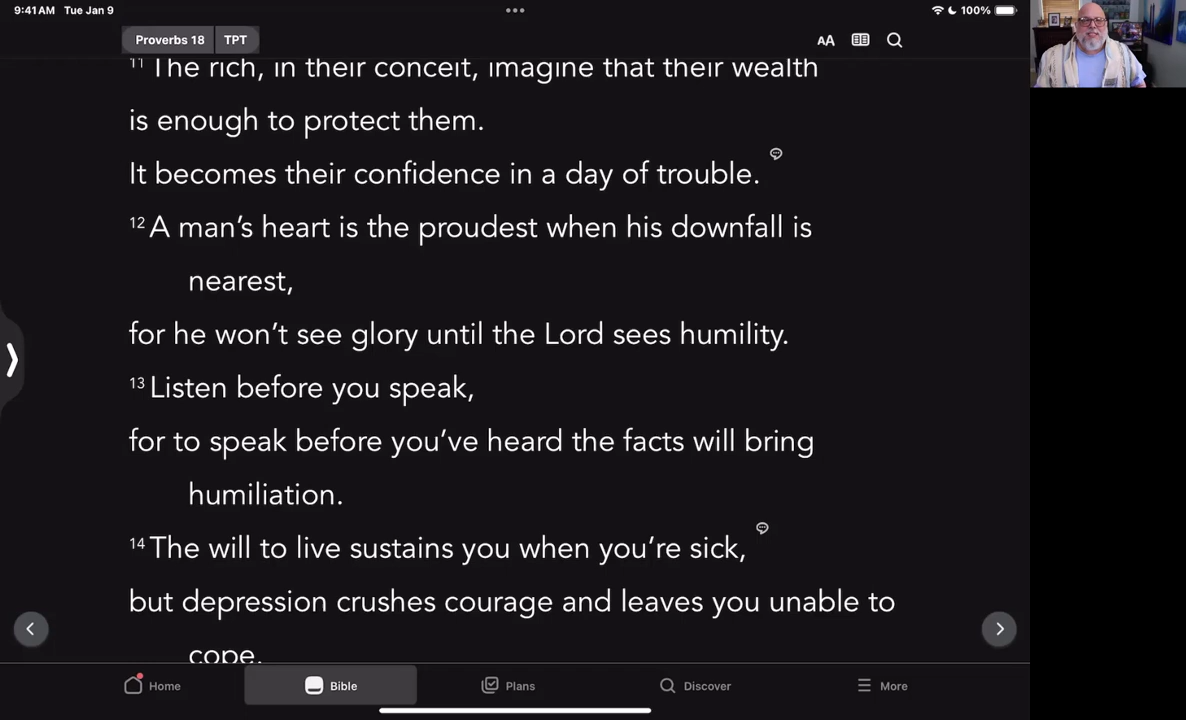 9:41 AM Tue Jan 9
100%
Proverbs 18 TPT
AA
11 The rich, in their conceit, imagine that their wealth
is enough to protect them.
It becomes their confidence in a day of trouble.
12 A man’s heart is the proudest when his downfall is
nearest,
for he won’t see glory until the Lord sees humility.
13 Listen before you speak,
for to speak before you’ve heard the facts will bring
humiliation.
14 The will to live sustains you when you’re sick,
but depression crushes courage and leaves you unable to
cope.
Home Bible Plans Discover More